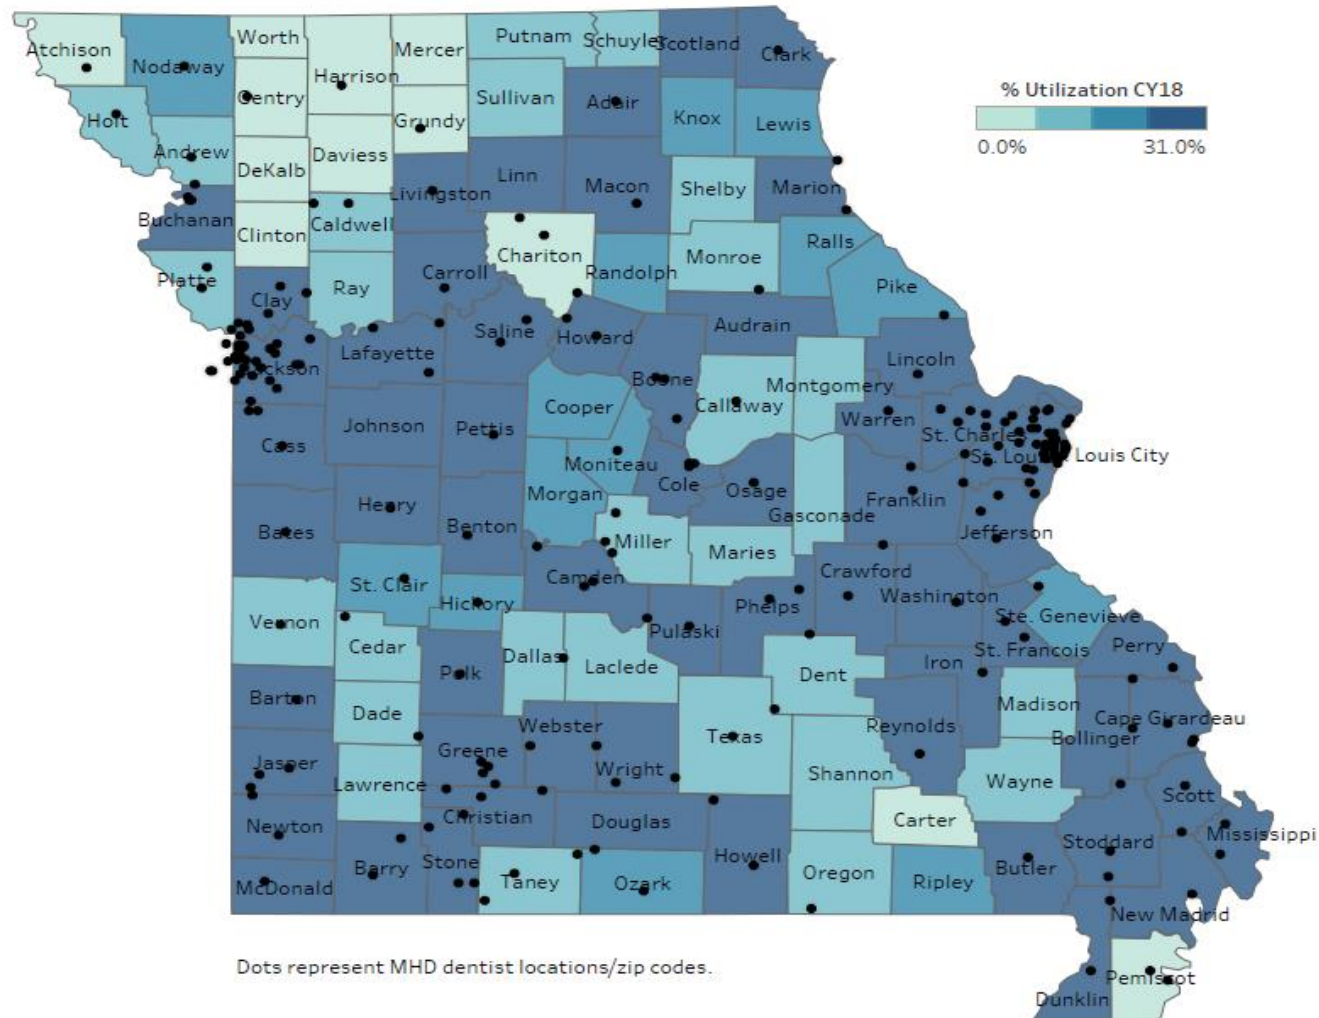 Atchison
Nodaway
Worth
Gentry
Harrison
Mercer
Grundy
Putnam
Schuyler
Scotland
Clark
% Utilization CY18
0.0%
31.0%
Holt
Andrew
DeKalb
Daviess
Sullivan
Adair
Knox
Lewis
Buchanan
Clinton
Caldwell
Livingston
Linn
Macon
Shelby
Marion
Platte
Clay
Ray
Carroll
Chariton
Randolph
Monroe
Ralls
Pike
Jackson
Lafayette
Saline
Howard
Boone
Audrain
Callaway
Montgomery
Lincoln
Warren
St. Charles
St. Louis
Louis City
Cass
Johnson
Pettis
Cooper
Moniteau
Morgan
Cole
Osage
Gasconade
Franklin
Jefferson
Bates
Henry
Benton
Miller
Maries
Camden
Phelps
Crawford
Washington
Ste. Genevieve
St. Francois
Perry
Vernon
St. Clair
Hickory
Cedar
Polk
Dallas
Laclede
Pulaski
Dent
Iron
Madison
Barton
Dade
Greene
Webster
Wright
Texas
Shannon
Reynolds
Wayne
Bollinger
Cape Girardeau
Jasper
Lawrence
Christian
Douglas
Carter
Scott
Mississippi
Newton
McDonald
Barry
Stone
Taney
Ozark
Howell
Oregon
Ripley
Butler
Stoddard
New Madrid
Dunklin
Pemiscot
Dots represent MHD dentist locations/zip codes.